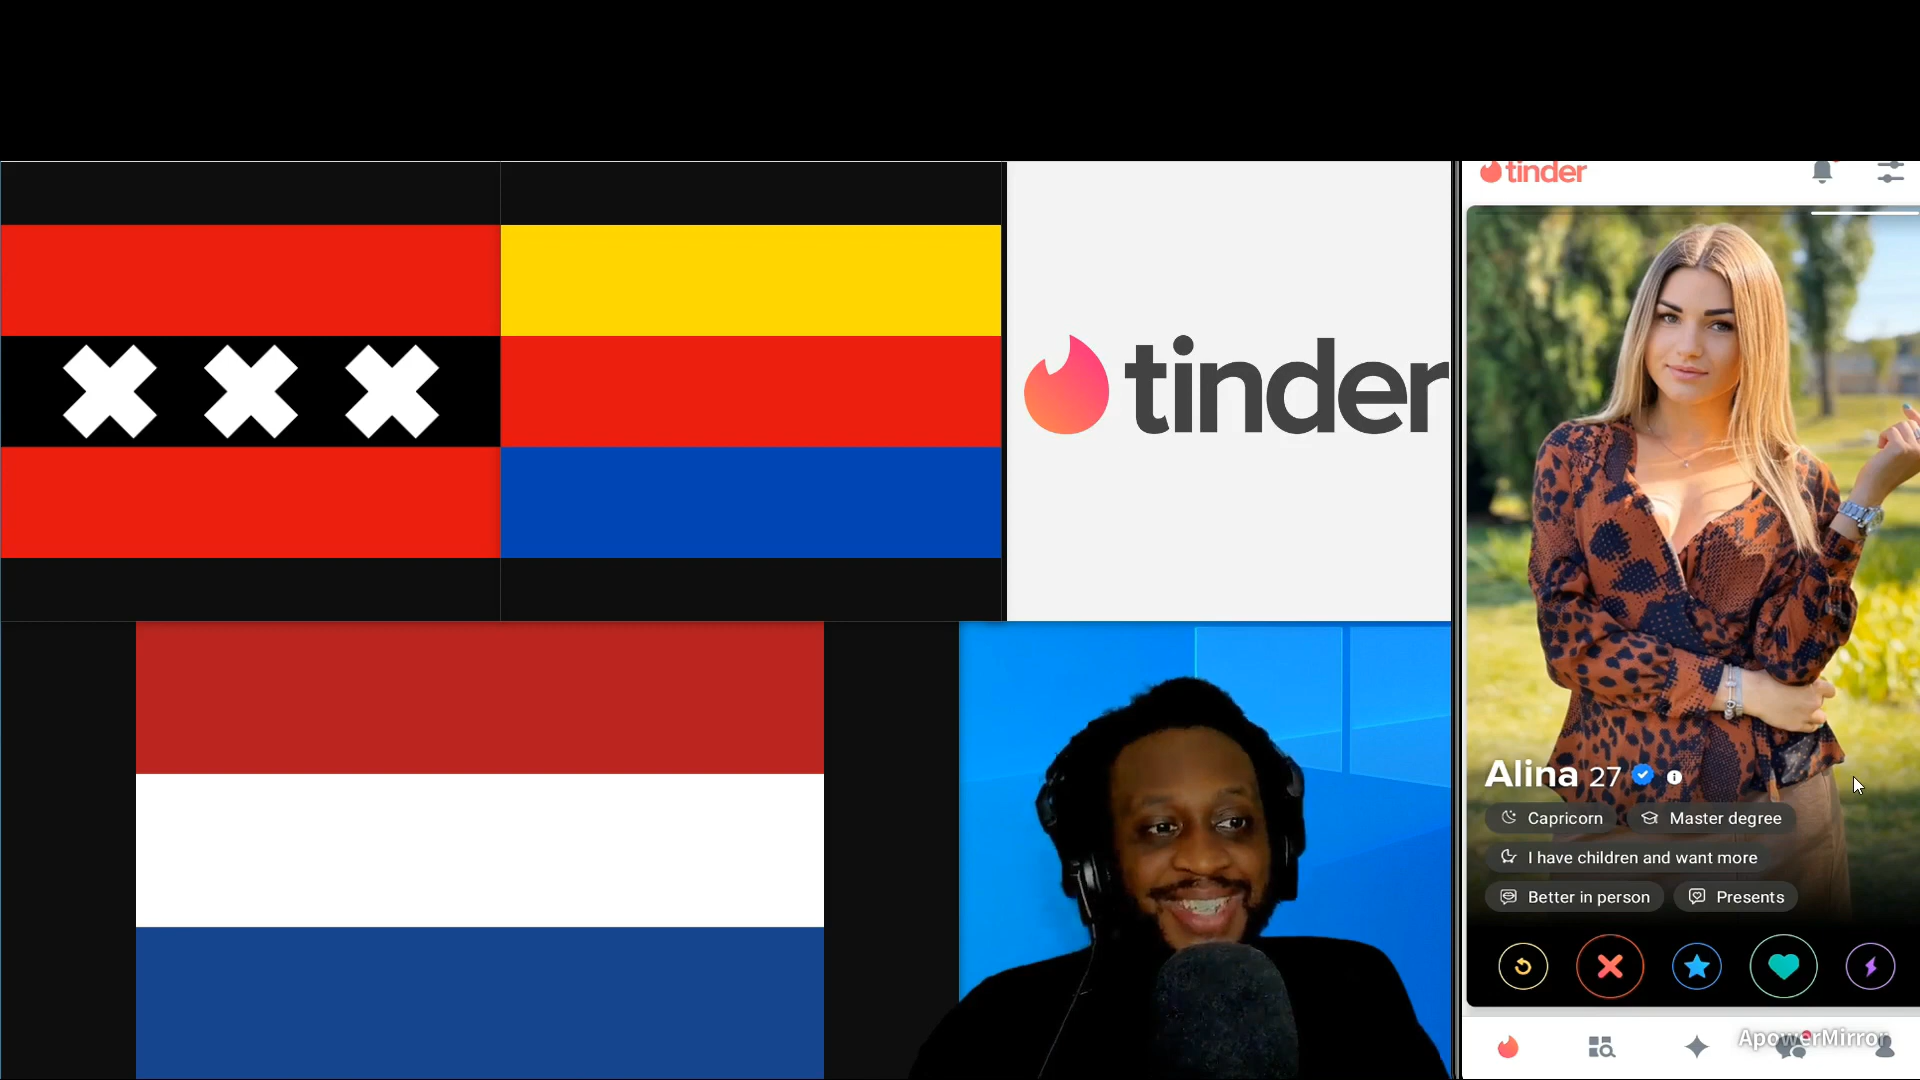 tinder
tinder
Alina 27
Capricorn
Master degree
I have children and want more
Better in person
Presents
ApowerMirror